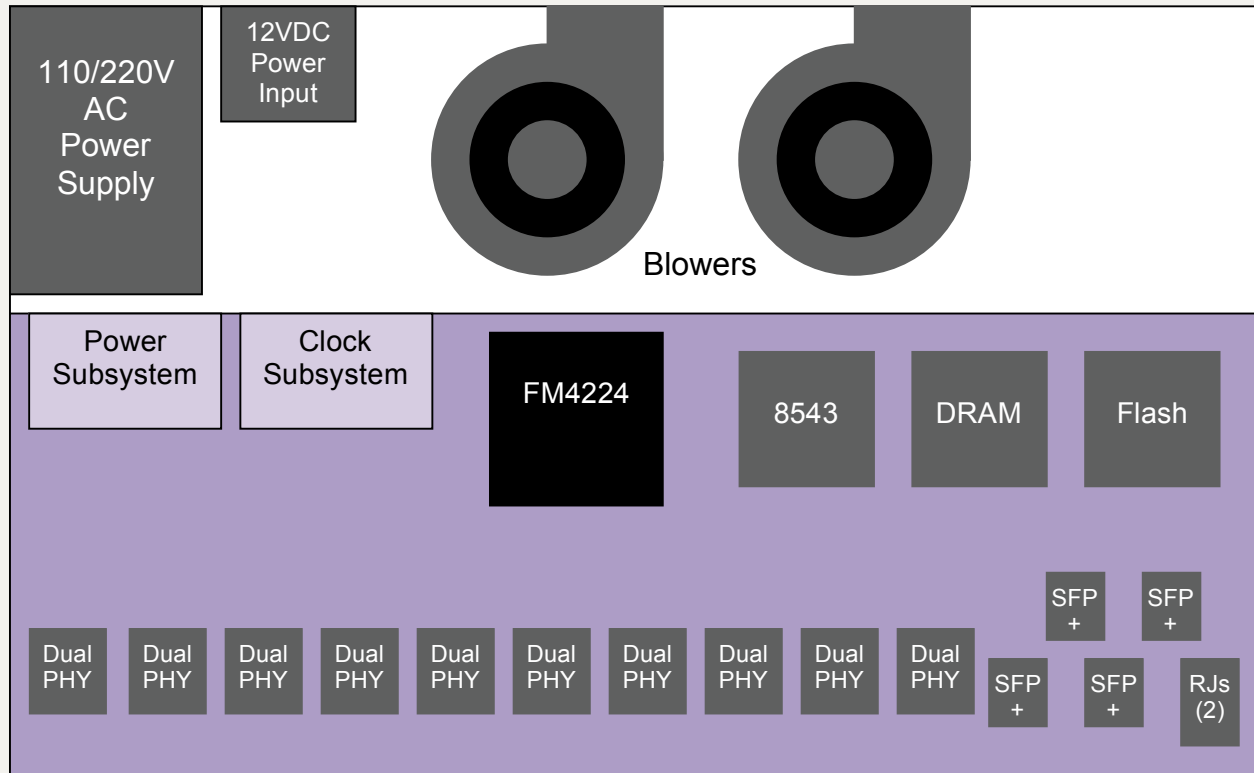 110/220V
AC
Power
Supply
12VDC
Power
Input
Blowers
Power
Subsystem
Clock
Subsystem
FM4224
8543
DRAM
Flash
SFP
+
SFP
+
Dual
PHY
Dual
PHY
Dual
PHY
Dual
PHY
Dual
PHY
Dual
PHY
Dual
PHY
Dual
PHY
Dual
PHY
Dual
PHY
SFP
+
SFP
+
RJs
(2)